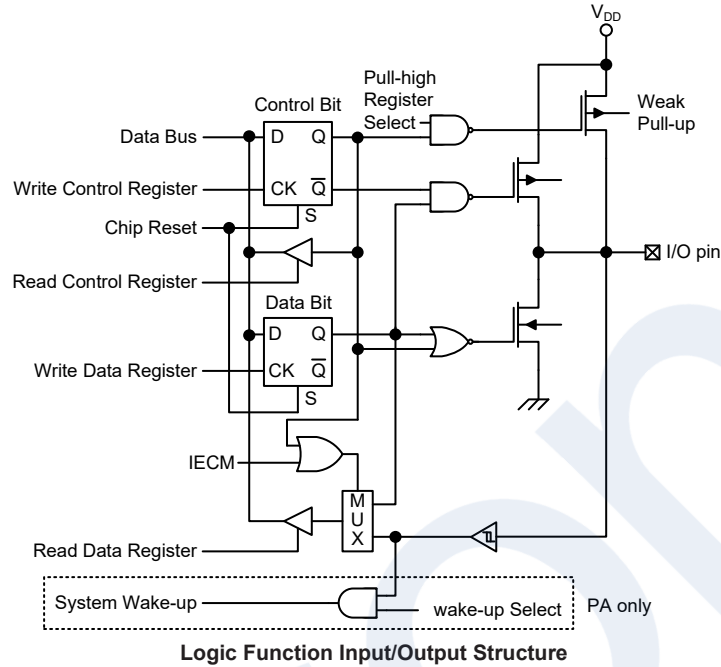 V_DD
Pull-high
Register
Select
Control Bit
Weak
Pull-up
Data Bus
D
Q
Write Control Register
CK
Q̅
S
Chip Reset
I/O pin
Read Control Register
Data Bit
D
Q
Write Data Register
CK
Q̅
S
IECM
M
U
X
Read Data Register
System Wake-up
wake-up Select
PA only
Logic Function Input/Output Structure